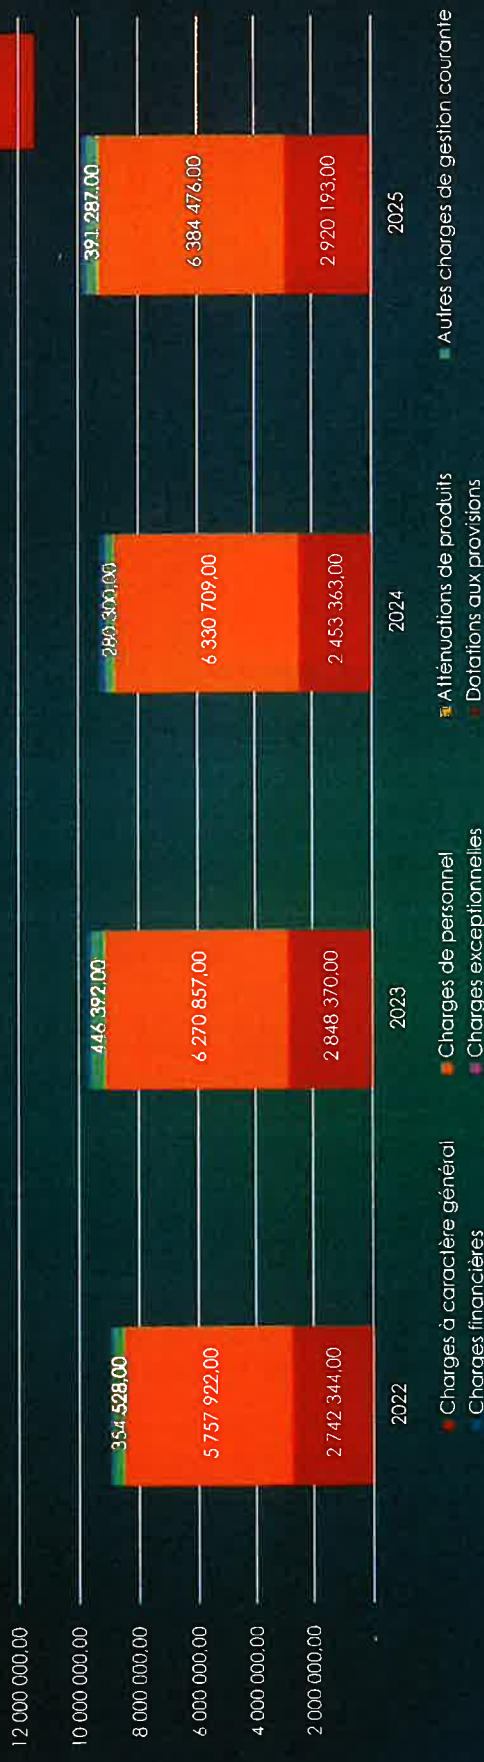 12 000 000,00
10 000 000,00
8 000 000,00
6 000 000,00
4 000 000,00
2 000 000,00
354 528,00
5 757 922,00
2 742 344,00
2022
446 392,00
6 270 857,00
2 848 370,00
2023
280 300,00
6 330 709,00
2 453 363,00
2024
391 287,00
6 384 476,00
2 920 193,00
2025
Charges à caractère général
Charges de personnel
Atténuations de produits
Autres charges de gestion courante
Charges financières
Charges exceptionnelles
Dotations aux provisions